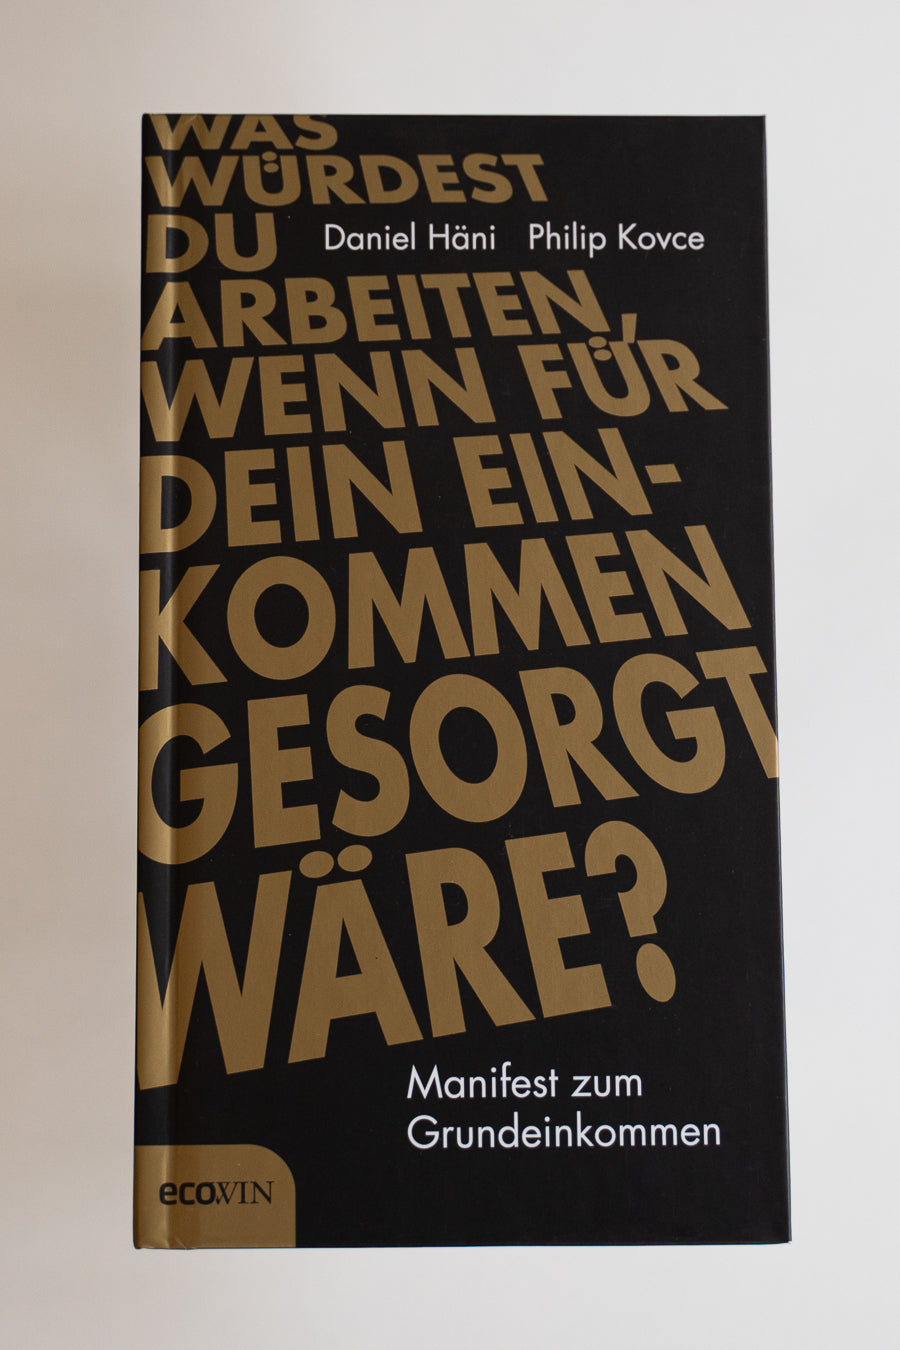 WAS
WÜRDEST
DU
Daniel Häni Philip Kovce
ARBEITEN,
WENN FÜR
DEIN EIN-
KOMMEN
GESORGT
WÄRE?
Manifest zum
Grundeinkommen
ecoWIN